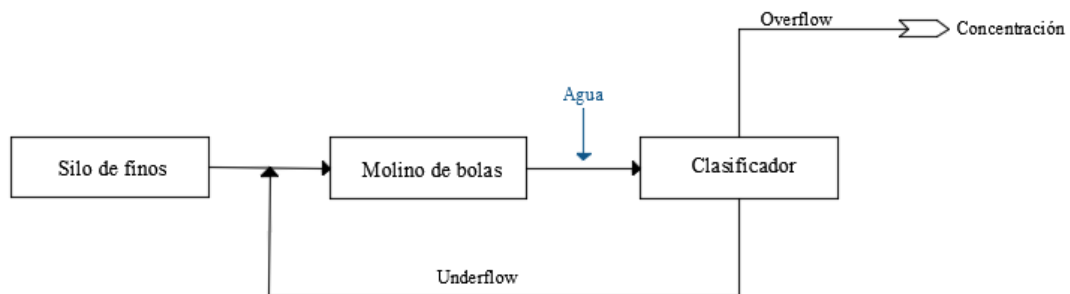 Overflow
Concentración
Agua
Silo de finos
Molino de bolas
Clasificador
Underflow